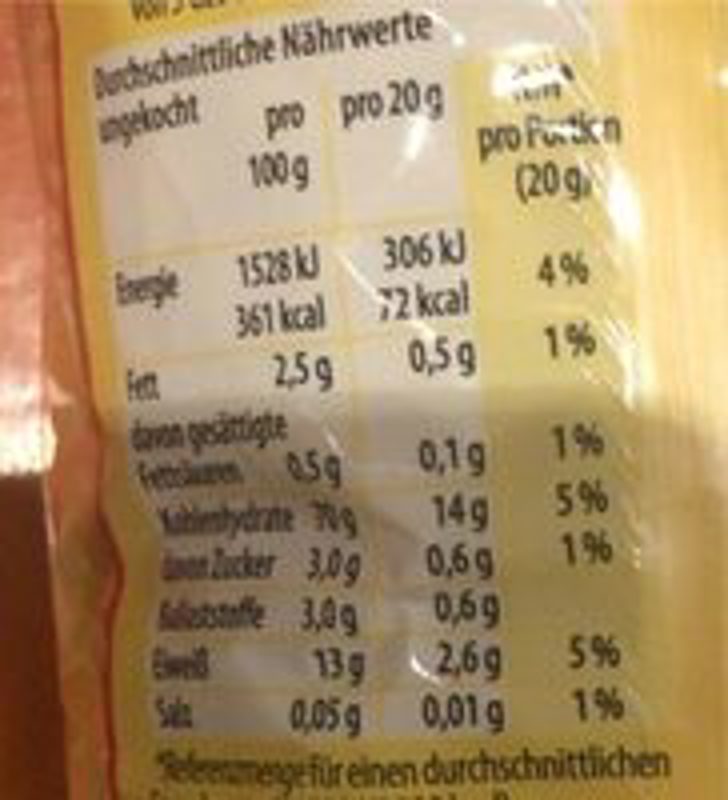 Durchschnittliche Nährwerte
ungekocht pro 100 g pro 20 g pro Portion (20 g)
Energie 1528 kJ 306 kJ 4 %
361 kcal 72 kcal
Fett 2,5 g 0,5 g 1 %
davon gesättigte
Fettsäuren 0,5 g 0,1 g 1 %
Kohlenhydrate 70 g 14 g 5 %
davon Zucker 3,0 g 0,6 g 1 %
Ballaststoffe 3,0 g 0,6 g
Eiweiß 13 g 2,6 g 5 %
Salz 0,05 g 0,01 g 1 %
*Referenzmenge für einen durchschnittlichen